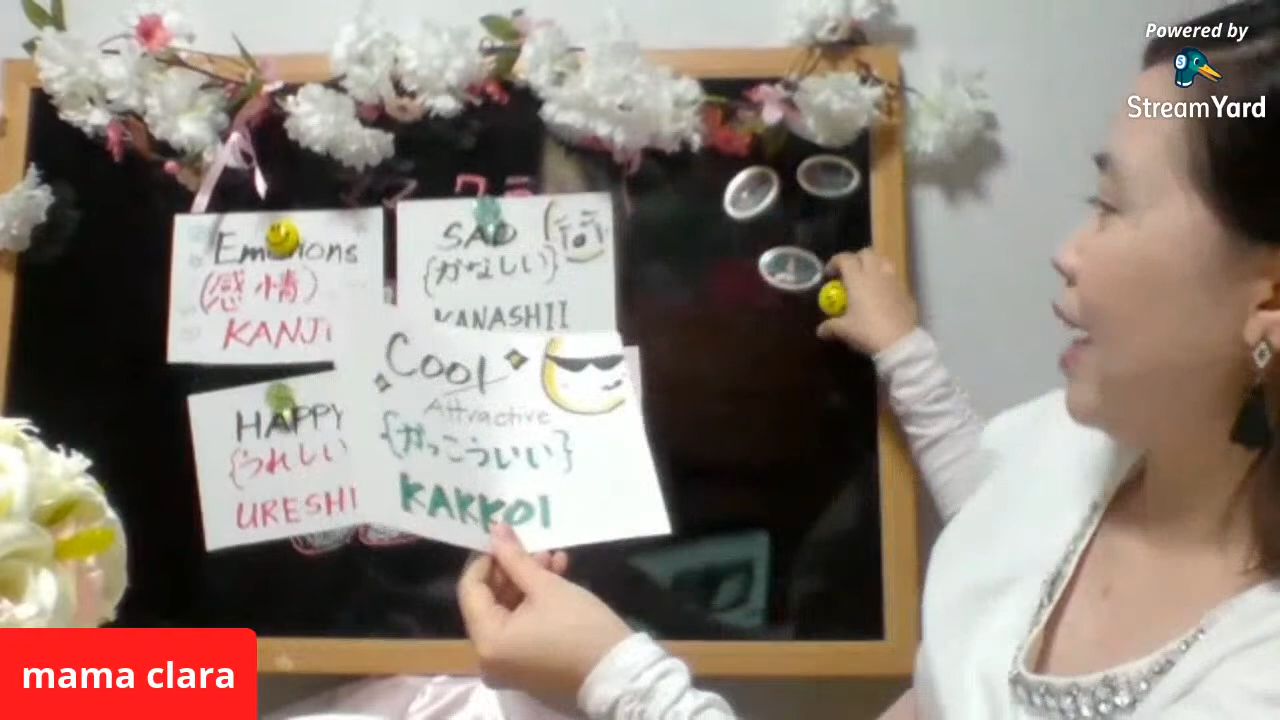 Powered by
StreamYard
Emotions
(感情)
KANJi
SAD
{かなしい}
KANASHII
HAPPY
{うれしい
URESHI
Cool
Attractive
{かっこういい}
KAKKOI
mama clara